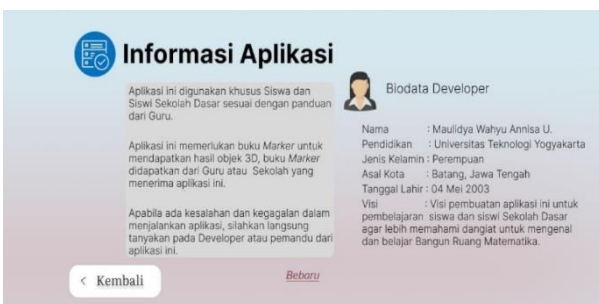 Informasi Aplikasi
Aplikasi ini digunakan khusus Siswa dan
Siswi Sekolah Dasar sesuai dengan panduan
dari Guru.
Aplikasi ini memerlukan buku Marker untuk
mendapatkan hasil objek 3D, buku Marker
didapatkan dari Guru atau Sekolah yang
menerima aplikasi ini.
Apabila ada kesalahan dan kegagalan dalam
menjalankan aplikasi, silahkan langsung
tanyakan pada Developer atau pemandu dari
aplikasi ini.
Biodata Developer
Nama : Maulidya Wahyu Annisa U.
Pendidikan : Universitas Teknologi Yogyakarta
Jenis Kelamin : Perempuan
Asal Kota : Batang, Jawa Tengah
Tanggal Lahir : 04 Mei 2003
Visi : Visi pembuatan aplikasi ini untuk
pembelajaran siswa dan siswi Sekolah Dasar
agar lebih memahami dangiat untuk mengenal
dan belajar Bangun Ruang Matematika.
< Kembali
Bebaru